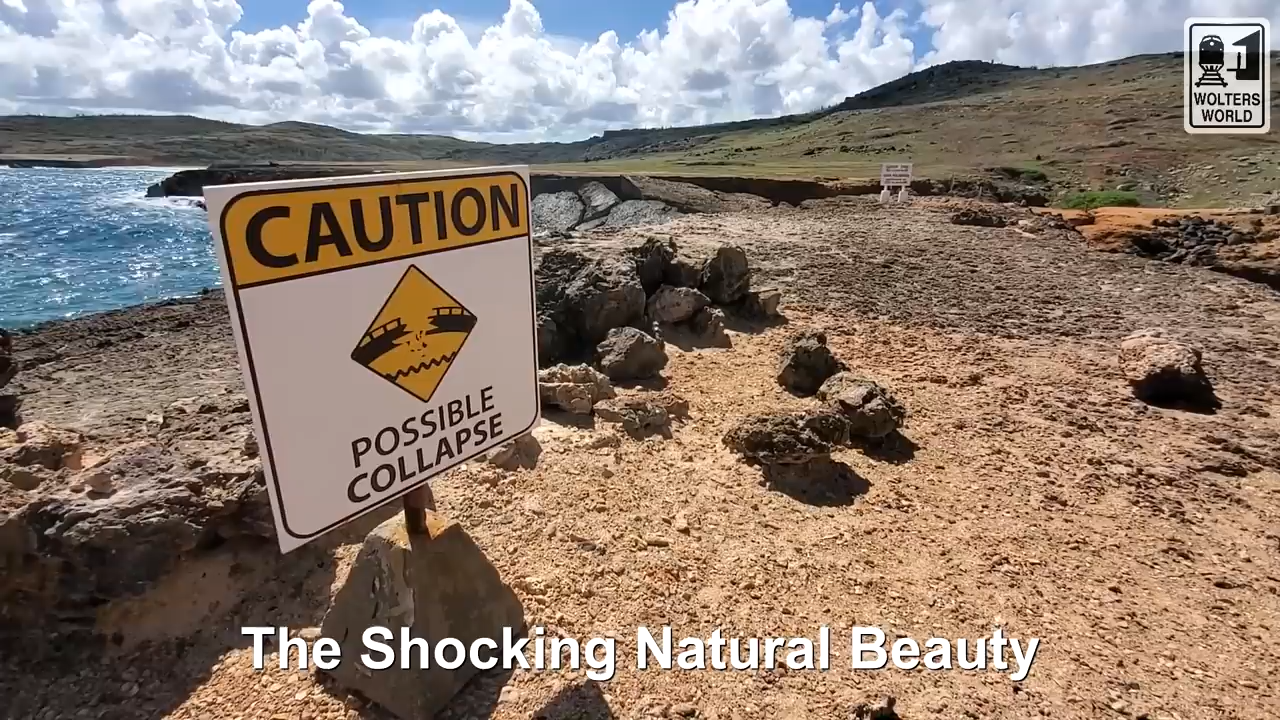 WOLTERS
WORLD
CAUTION
POSSIBLE
COLLAPSE
The Shocking Natural Beauty